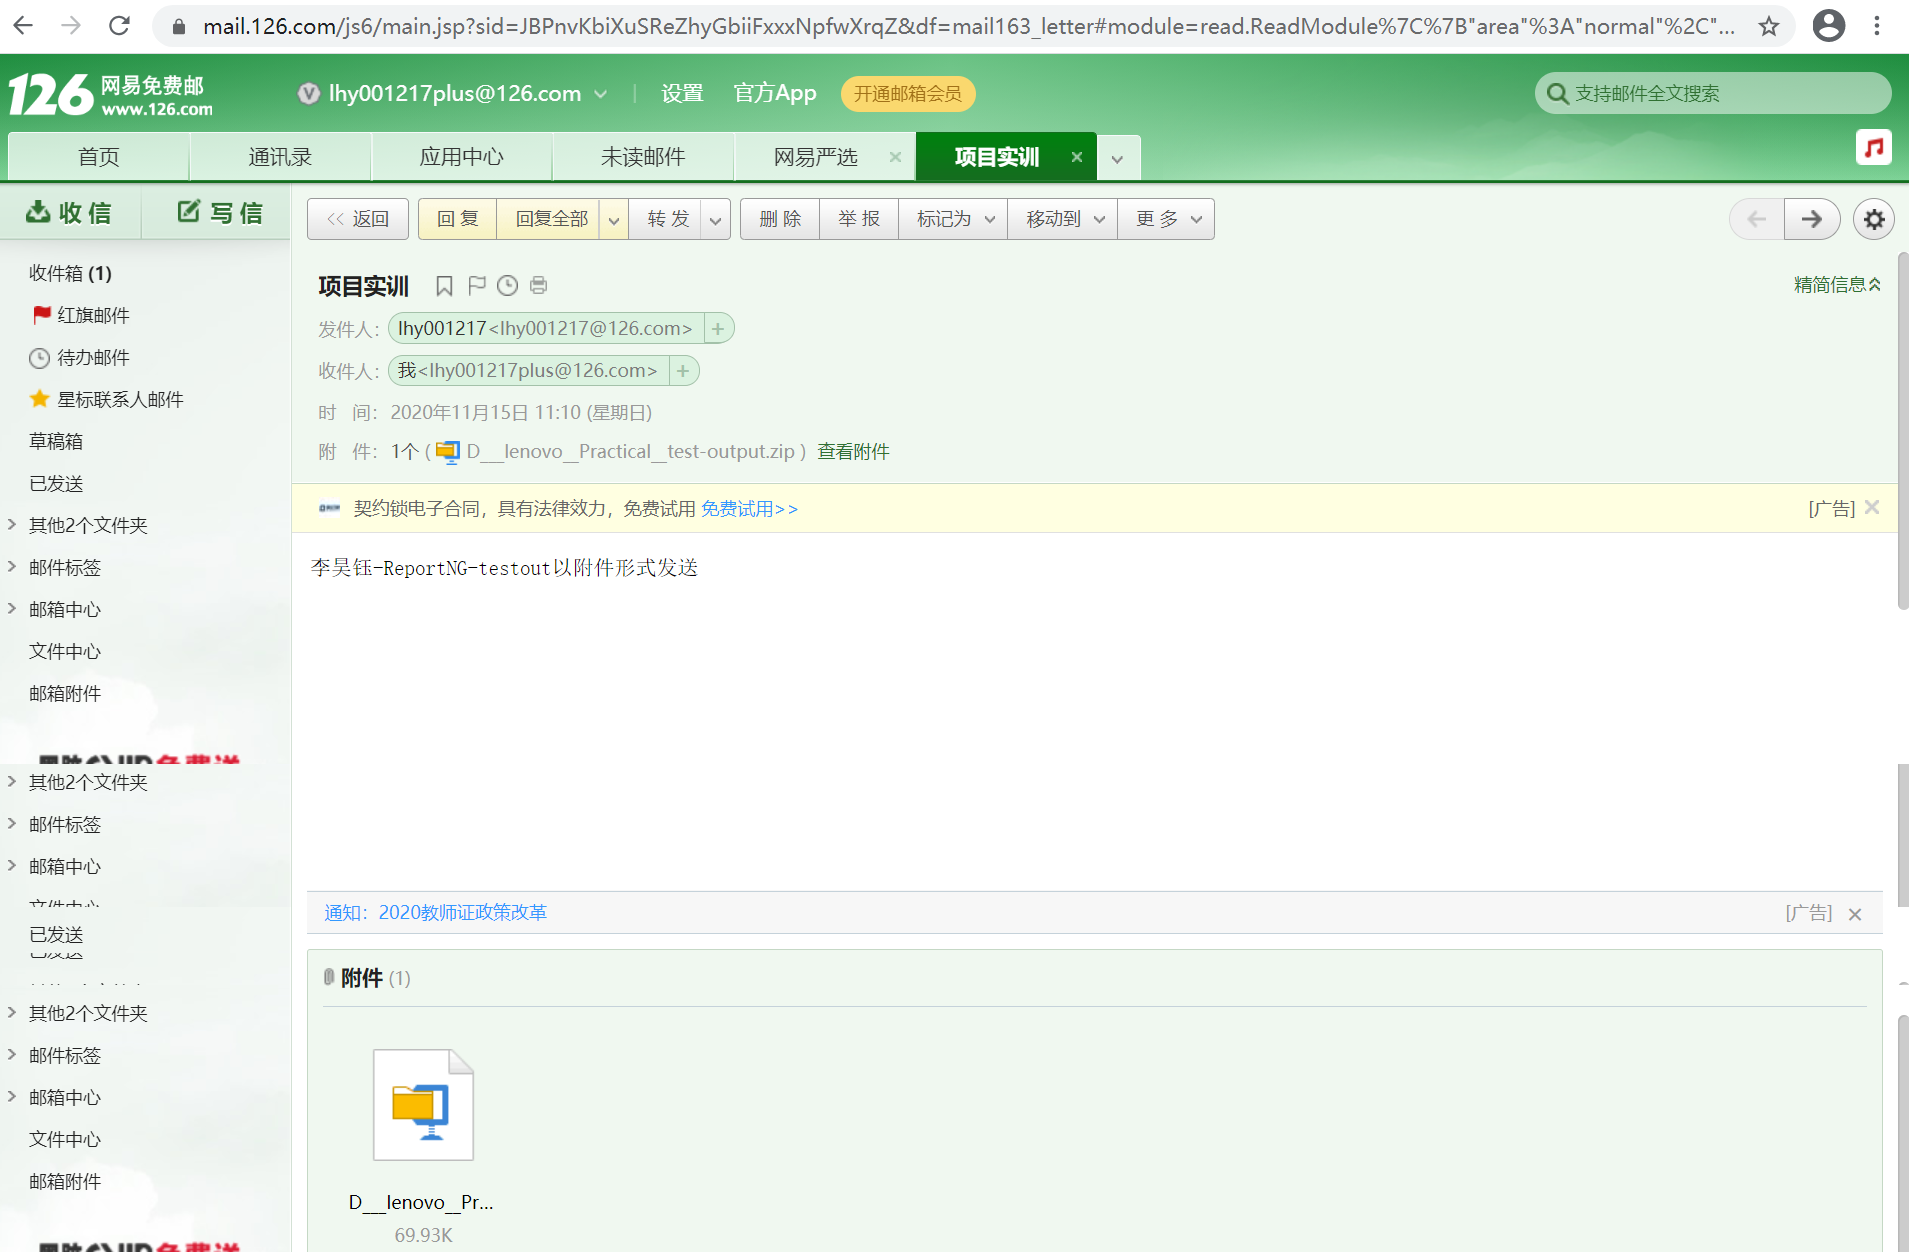 mail.126.com/js6/main.jsp?sid=JBPnvKbiXuSReZhyGbiiFxxxNpfwXrqZ&df=mail163_letter#module=read.ReadModule%7C%7B"area"%3A"normal"%2C"...
126 网易免费邮
www.126.com
lhy001217plus@126.com
设置
官方App
开通邮箱会员
支持邮件全文搜索
首页
通讯录
应用中心
未读邮件
网易严选
项目实训
收信
写信
<< 返回
回复
回复全部
转发
删除
举报
标记为
移动到
更多
收件箱 (1)
红旗邮件
待办邮件
星标联系人邮件
草稿箱
已发送
其他2个文件夹
邮件标签
邮箱中心
文件中心
邮箱附件
其他2个文件夹
邮件标签
邮箱中心
文件中心
已发送
其他2个文件夹
邮件标签
邮箱中心
文件中心
邮箱附件
项目实训
精简信息
发件人：lhy001217<lhy001217@126.com> +
收件人：我<lhy001217plus@126.com> +
时 间：2020年11月15日 11:10 (星期日)
附 件：1个 ( D__lenovo__Practical__test-output.zip ) 查看附件
契约锁电子合同，具有法律效力，免费试用 免费试用>>
[广告]
李昊钰-ReportNG-testout以附件形式发送
通知：2020教师证政策改革
[广告]
附件 (1)
D__lenovo__Pr...
69.93K